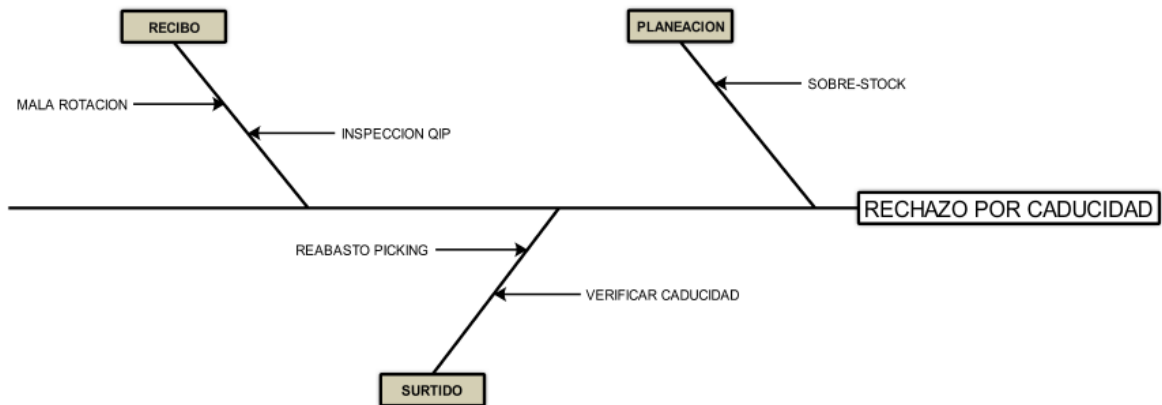 RECIBO
PLANEACION
SOBRE-STOCK
MALA ROTACION
INSPECCION QIP
RECHAZO POR CADUCIDAD
REABASTO PICKING
VERIFICAR CADUCIDAD
SURTIDO